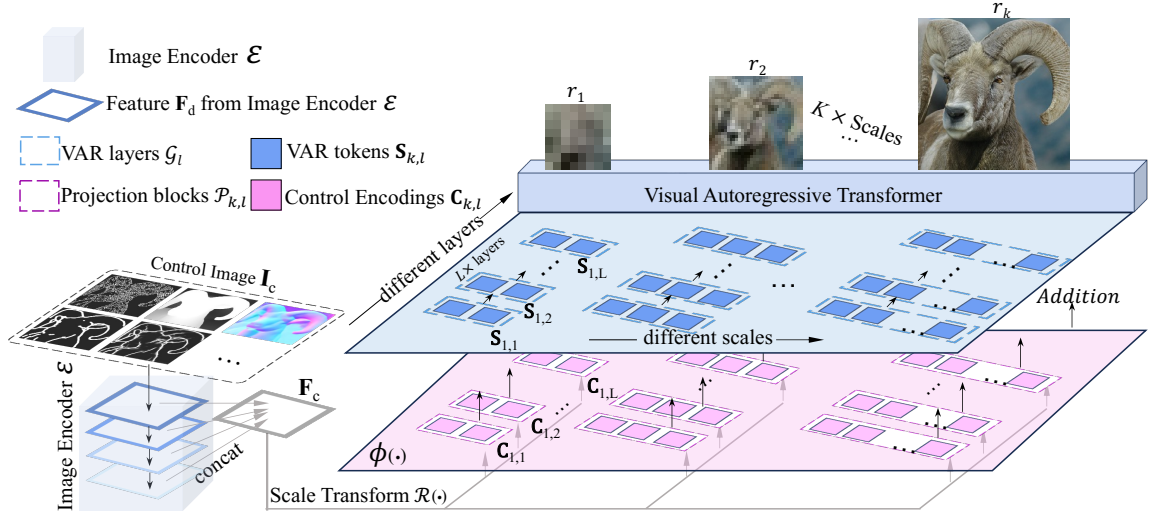 Image Encoder ℰ
Feature F_d from Image Encoder ℰ
VAR layers 𝒢_l
VAR tokens S_{k,l}
Projection blocks 𝒫_{k,l}
Control Encodings C_{k,l}
r_1
r_2
K × Scales
...
r_k
Visual Autoregressive Transformer
different layers
L× layers
S_{1,L}
S_{1,2}
S_{1,1}
different scales
...
Addition
Control Image I_c
...
Image Encoder ℰ
F_c
concat
C_{1,L}
C_{1,2}
C_{1,1}
ϕ(·)
Scale Transform ℛ(·)